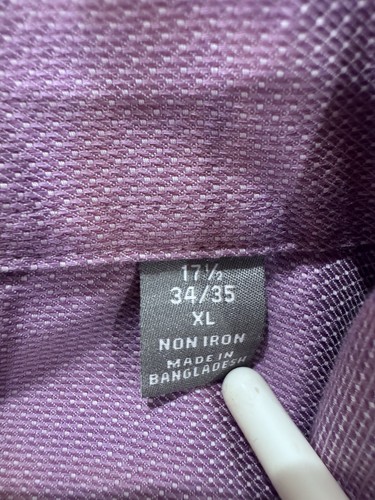 17½
34/35
XL
NON IRON
MADE IN
BANGLADESH